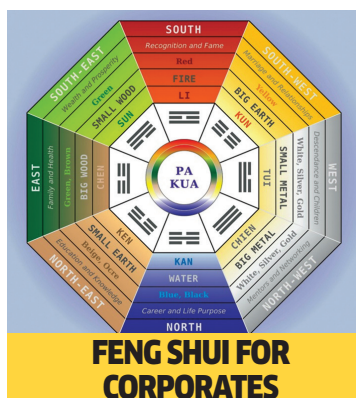 SOUTH
Recognition and Fame
Red
FIRE
LI
SOUTH-WEST
Marriage and Relationships
Yellow
BIG EARTH
KUN
WEST
Descendance and Children
White, Silver, Gold
SMALL METAL
TUI
NORTH-WEST
Mentors and Networking
White, Silver, Gold
BIG METAL
CHIEN
KAN
WATER
Blue, Black
Career and Life Purpose
NORTH
NORTH-EAST
Education and Knowledge
Beige, Ocre
SMALL EARTH
KEN
EAST
Family and Health
Green, Brown
BIG WOOD
CHEN
SOUTH-EAST
Wealth and Prosperity
Green
SMALL WOOD
SUN
PA
KUA
FENG SHUI FOR
CORPORATES